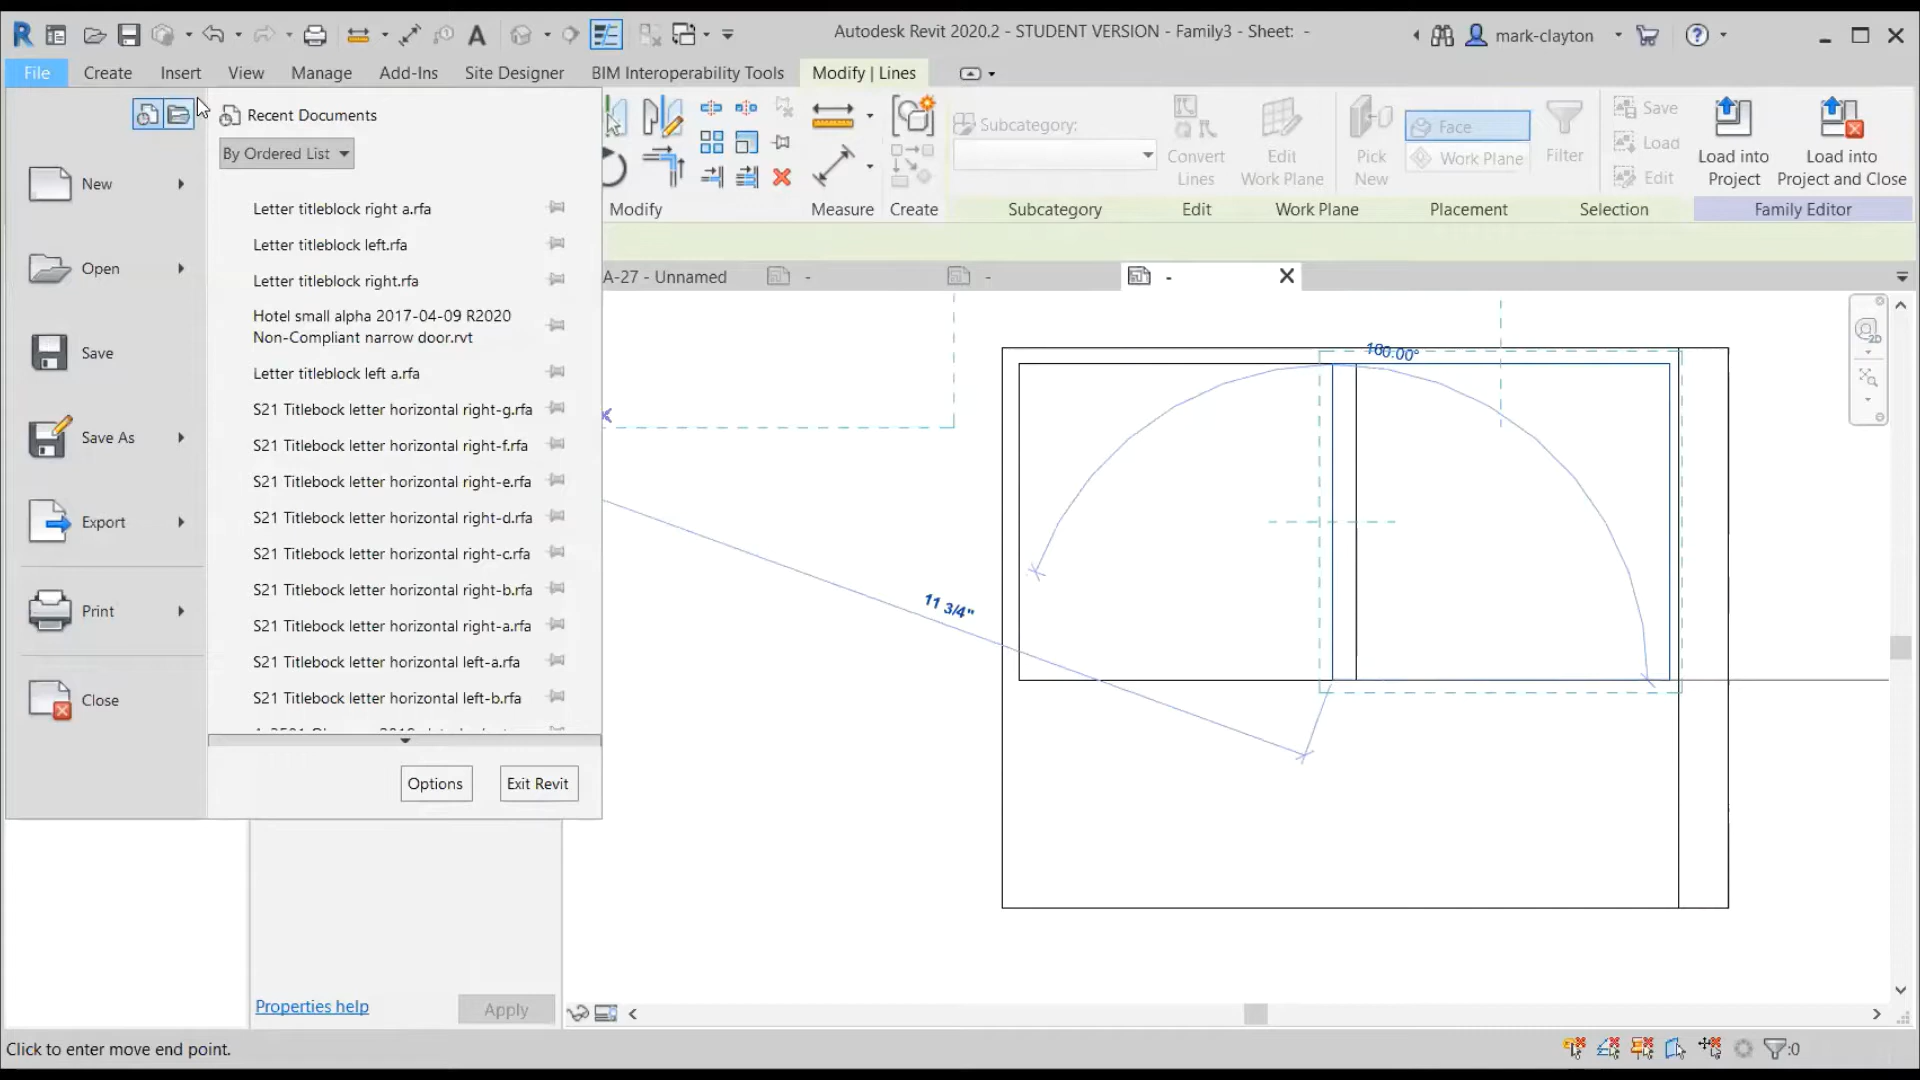 Autodesk Revit 2020.2 - STUDENT VERSION - Family3 - Sheet: -
mark-clayton
File Create Insert View Manage Add-Ins Site Designer BIM Interoperability Tools Modify | Lines
Recent Documents
By Ordered List
New
Open
Save
Save As
Export
Print
Close
Letter titleblock right a.rfa
Letter titleblock left.rfa
Letter titleblock right.rfa
Hotel small alpha 2017-04-09 R2020
Non-Compliant narrow door.rvt
Letter titleblock left a.rfa
S21 Titlebock letter horizontal right-g.rfa
S21 Titlebock letter horizontal right-f.rfa
S21 Titlebock letter horizontal right-e.rfa
S21 Titlebock letter horizontal right-d.rfa
S21 Titlebock letter horizontal right-c.rfa
S21 Titlebock letter horizontal right-b.rfa
S21 Titlebock letter horizontal right-a.rfa
S21 Titlebock letter horizontal left-a.rfa
S21 Titlebock letter horizontal left-b.rfa
Options
Exit Revit
Subcategory:
Convert
Lines
Edit
Work Plane
Pick
New
Face
Work Plane
Filter
Save
Load
Edit
Load into
Project
Load into
Project and Close
Modify Measure Create Subcategory Edit Work Plane Placement Selection Family Editor
A-27 - Unnamed
-
-
-
2D
180.00°
11 3/4"
Properties help
Apply
Click to enter move end point.
:0